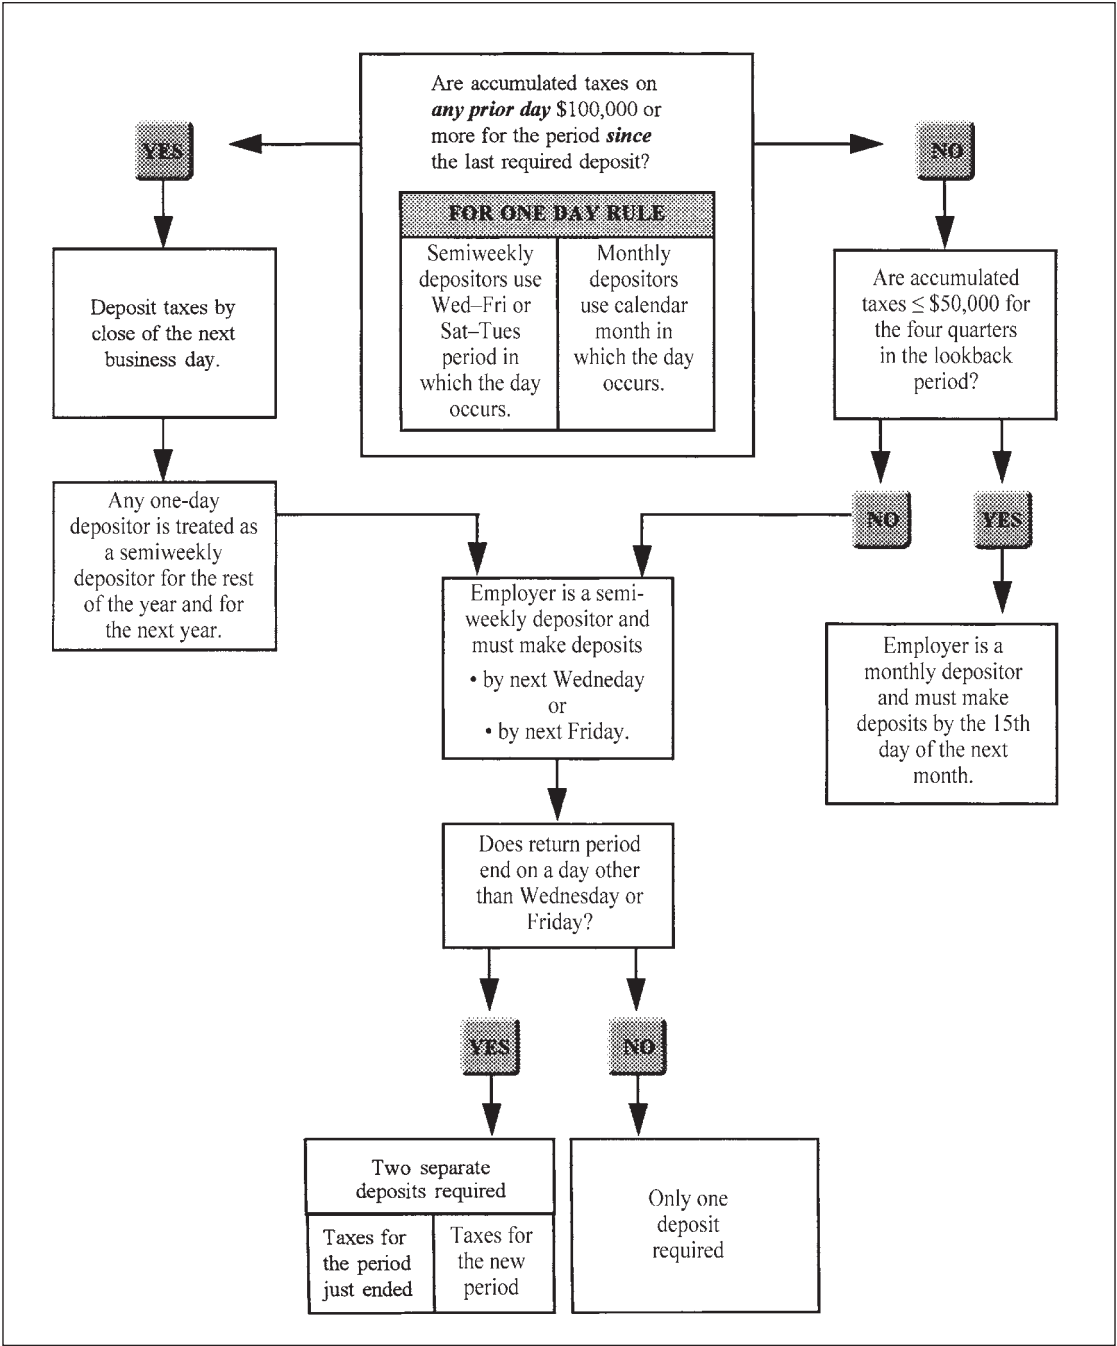 Are accumulated taxes on
any prior day $100,000 or
more for the period since
the last required deposit?
FOR ONE DAY RULE
Semiweekly
depositors use
Wed–Fri or
Sat–Tues
period in
which the day
occurs.
Monthly
depositors
use calendar
month in
which the day
occurs.
YES
Deposit taxes by
close of the next
business day.
Any one-day
depositor is treated as
a semiweekly
depositor for the rest
of the year and for
the next year.
NO
Are accumulated
taxes ≤ $50,000 for
the four quarters
in the lookback
period?
NO
YES
Employer is a
monthly depositor
and must make
deposits by the 15th
day of the next
month.
Employer is a semi-
weekly depositor and
must make deposits
• by next Wedneday
or
• by next Friday.
Does return period
end on a day other
than Wednesday or
Friday?
YES
NO
Two separate
deposits required
Taxes for
the period
just ended
Taxes for
the new
period
Only one
deposit
required